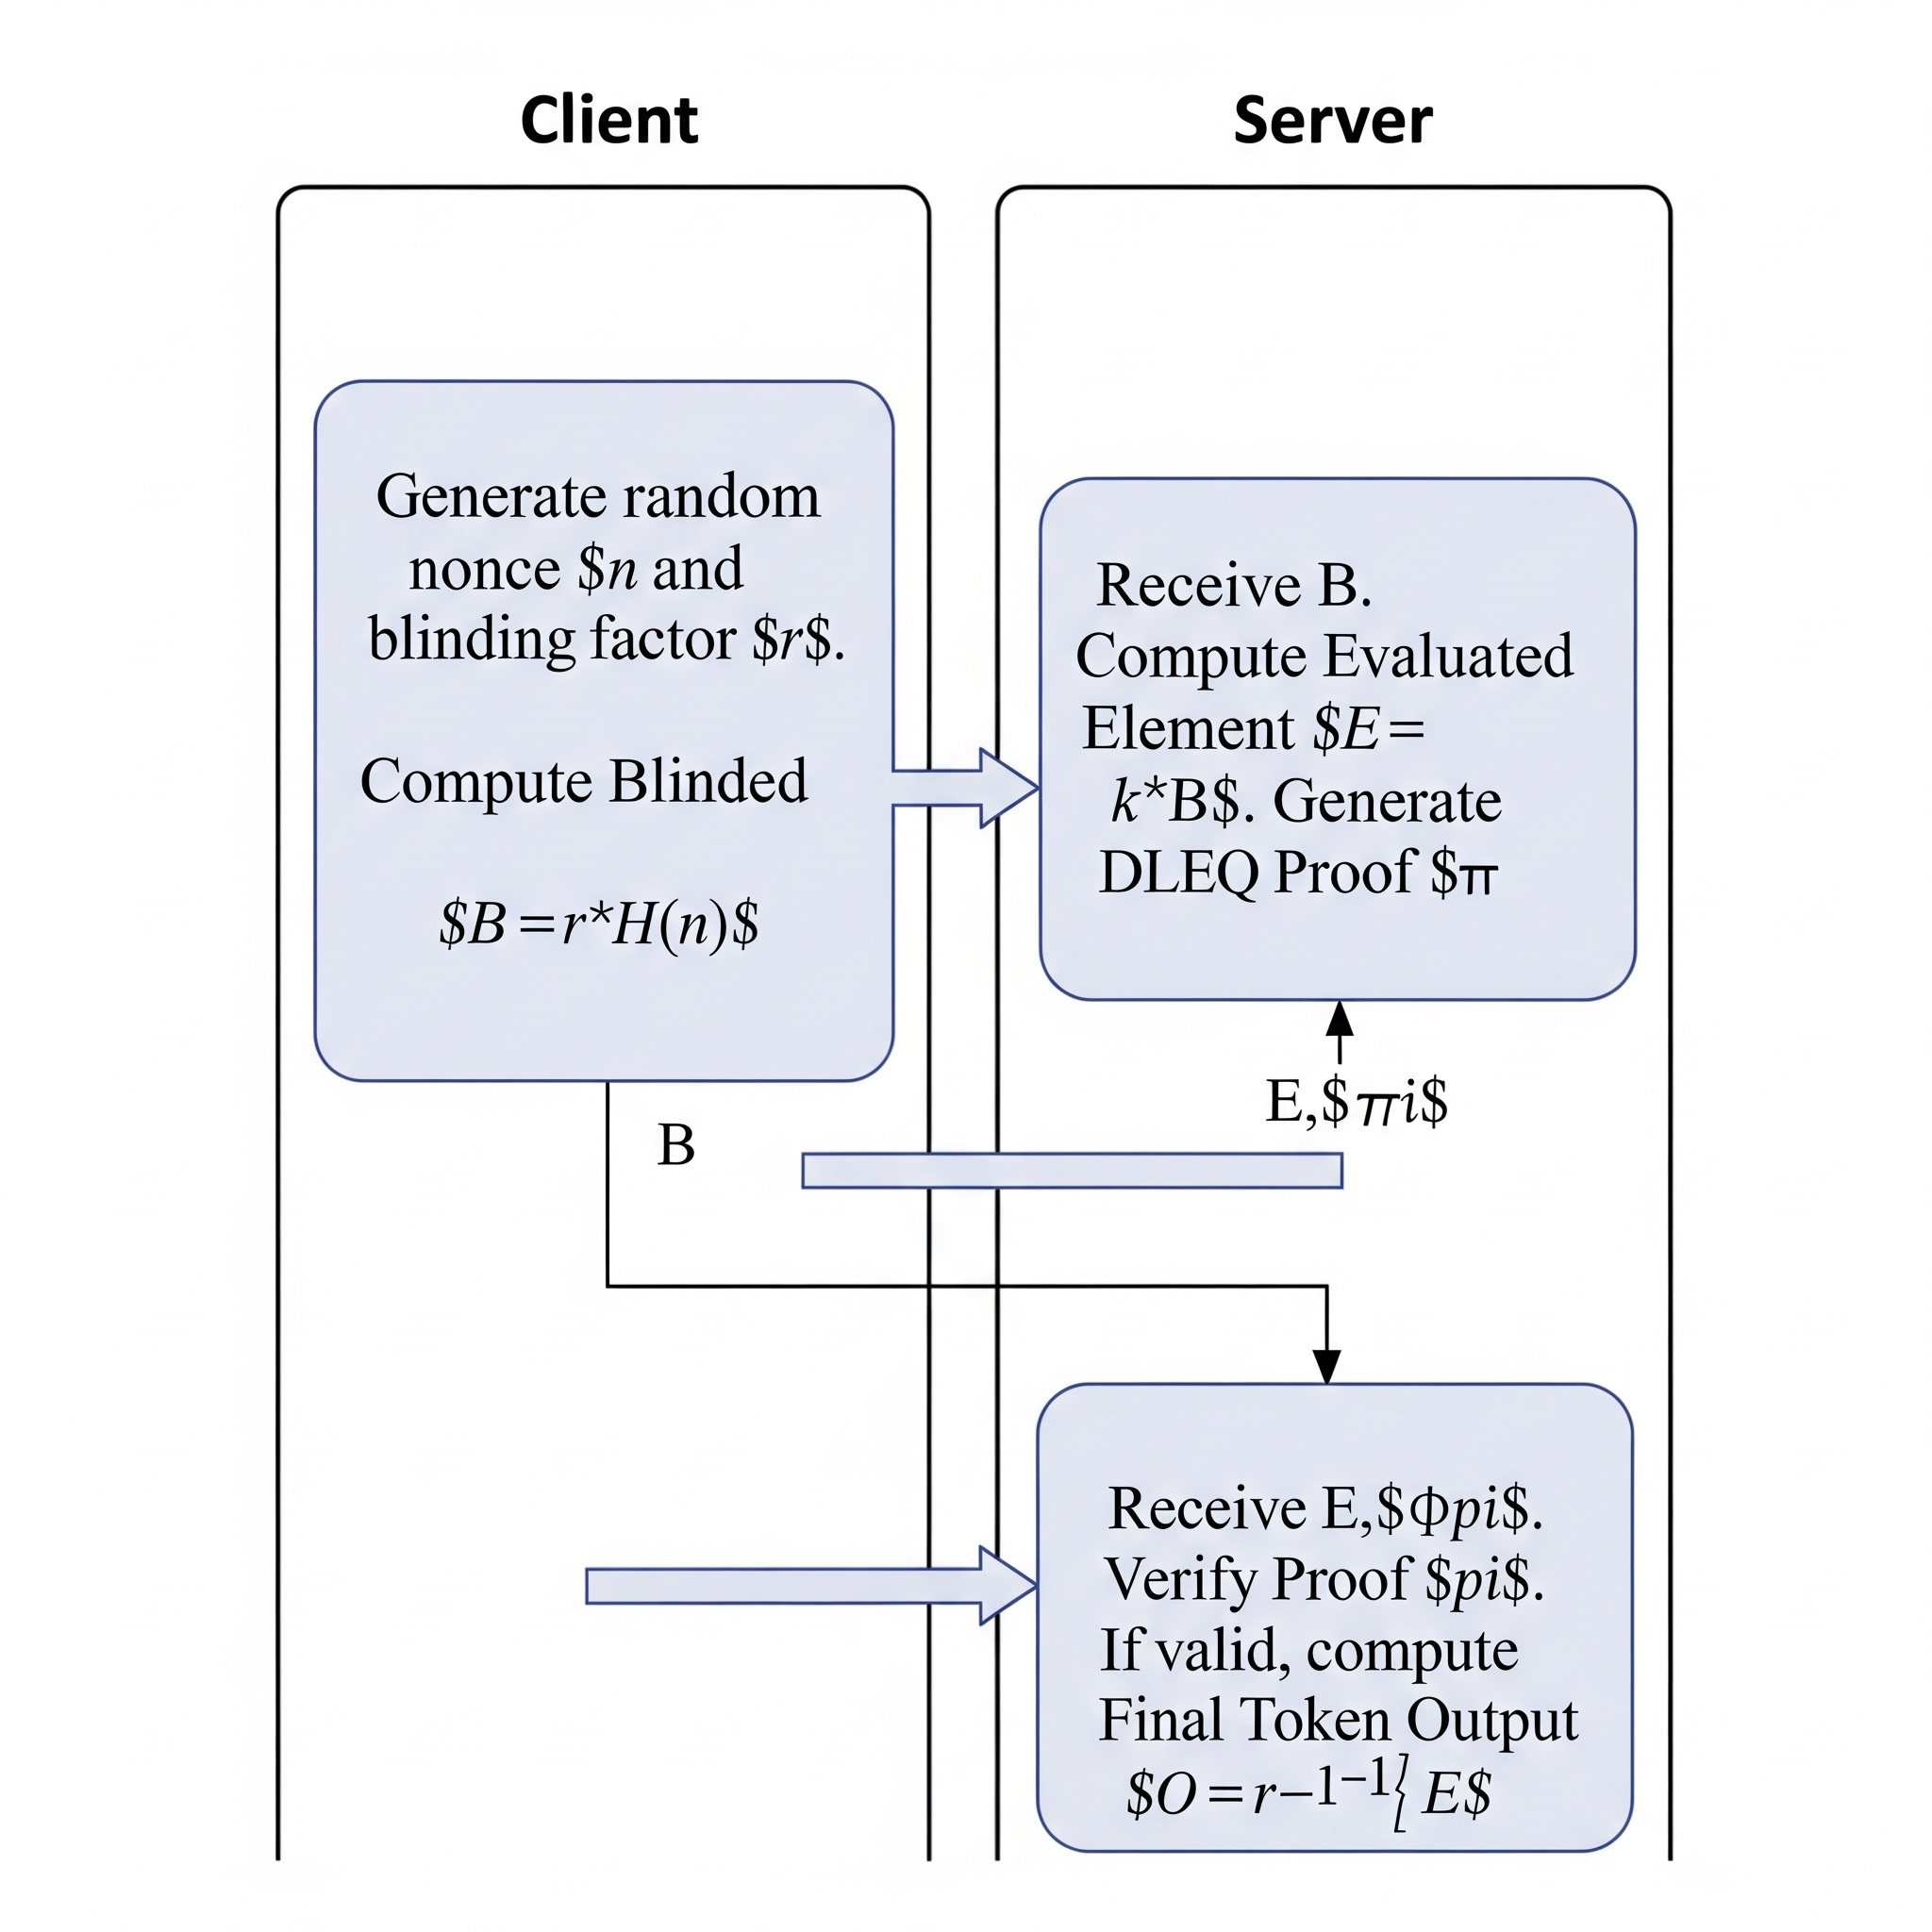 Client
Server
Generate random
nonce $n and
blinding factor $r$.
Compute Blinded
$B=r*H(n)$
Receive B.
Compute Evaluated
Element $E=
k*B$. Generate
DLEQ Proof $π
E,$πi$
B
Receive E,$Φpi$.
Verify Proof $pi$.
If valid, compute
Final Token Output
$O=r−1⁻¹{E$